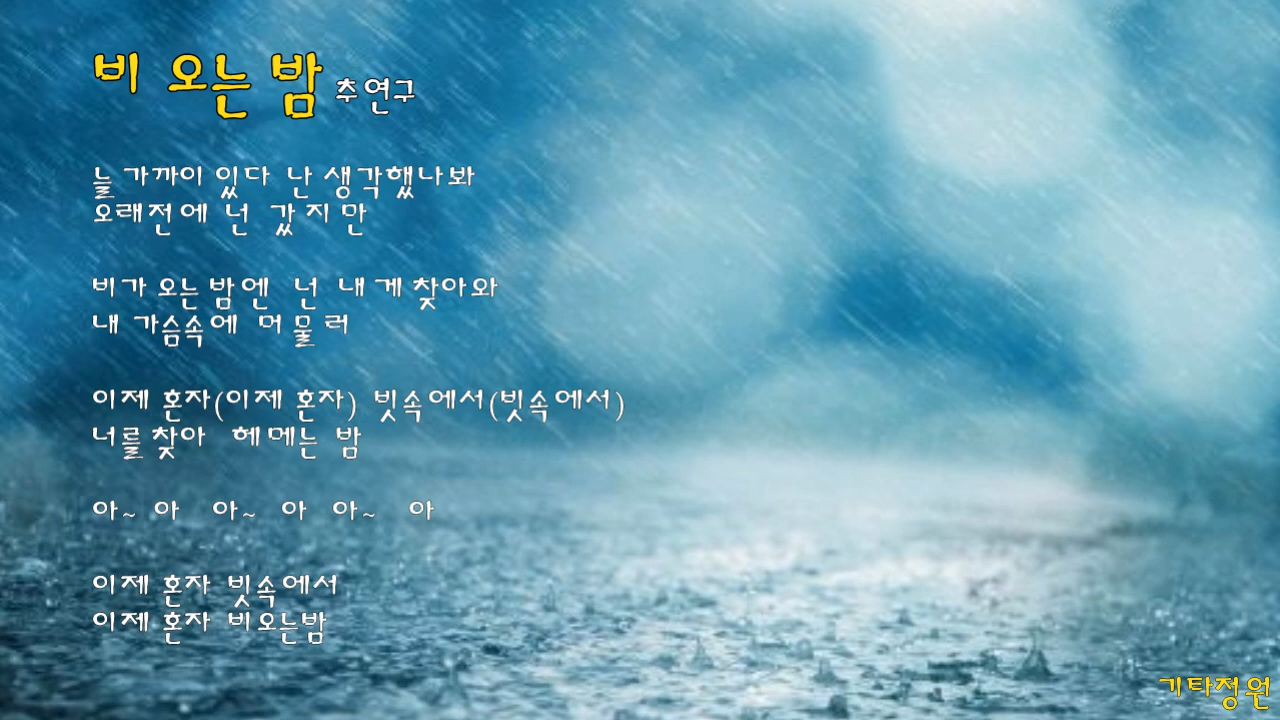 비 오는 밤 추연구
늘 가까이 있다 난 생각했나봐
오래전에 넌 갔지만
비가 오는 밤엔 넌 내게 찾아와
내 가슴속에 머물러
이제 혼자(이제 혼자) 빗속에서(빗속에서)
너를 찾아 헤메는 밤
아~ 아 아~ 아 아~ 아
이제 혼자 빗속에서
이제 혼자 비오는밤
기타정원